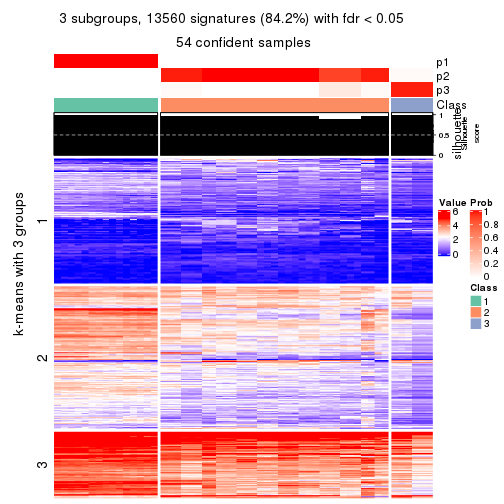 3 subgroups, 13560 signatures (84.2%) with fdr < 0.05
54 confident samples
p1
p2
p3
Class
silhouette
Silhouette
score
1
0.5
0
k-means with 3 groups
1
2
3
Value
6
4
2
0
Prob
1
0.8
0.6
0.4
0.2
0
Class
1
2
3